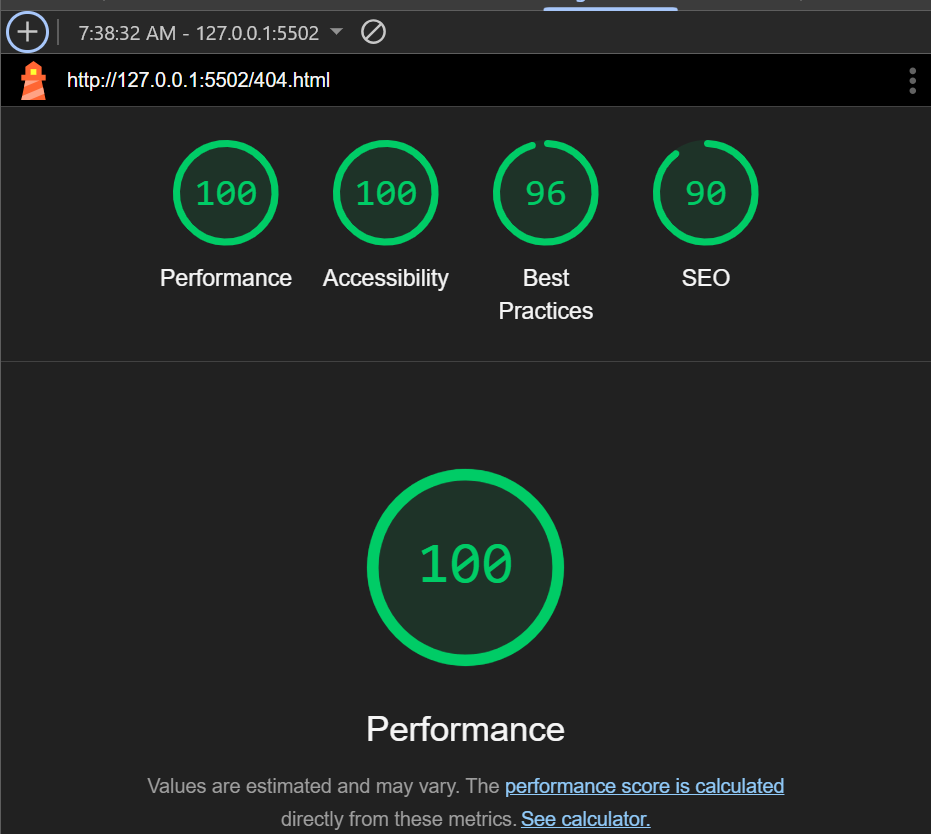 7:38:32 AM - 127.0.0.1:5502
http://127.0.0.1:5502/404.html
100
100
96
90
Performance
Accessibility
Best
Practices
SEO
100
Performance
Values are estimated and may vary. The performance score is calculated
directly from these metrics. See calculator.